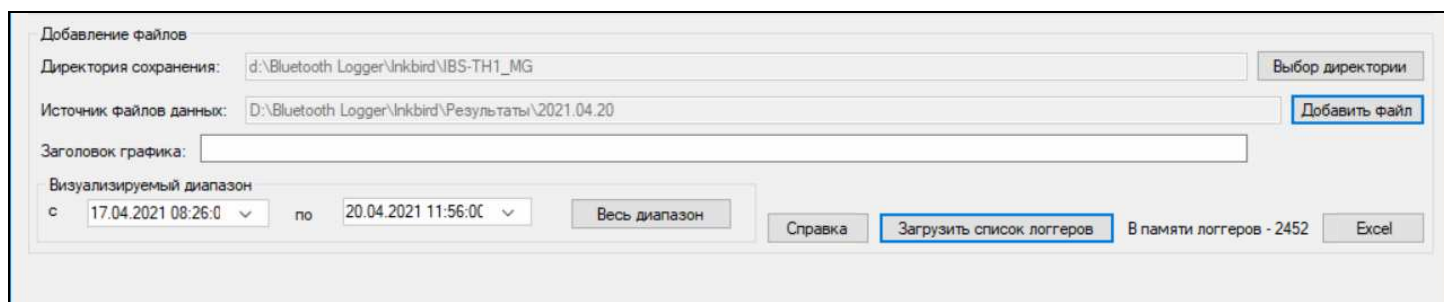 Добавление файлов
Директория сохранения: d:\Bluetooth Logger\Inkbird\IBS-TH1_MG Выбор директории
Источник файлов данных: D:\Bluetooth Logger\Inkbird\Результаты\2021.04.20 Добавить файл
Заголовок графика:
Визуализируемый диапазон
с 17.04.2021 08:26:0 по 20.04.2021 11:56:00 Весь диапазон
Справка Загрузить список логгеров В памяти логгеров - 2452 Excel